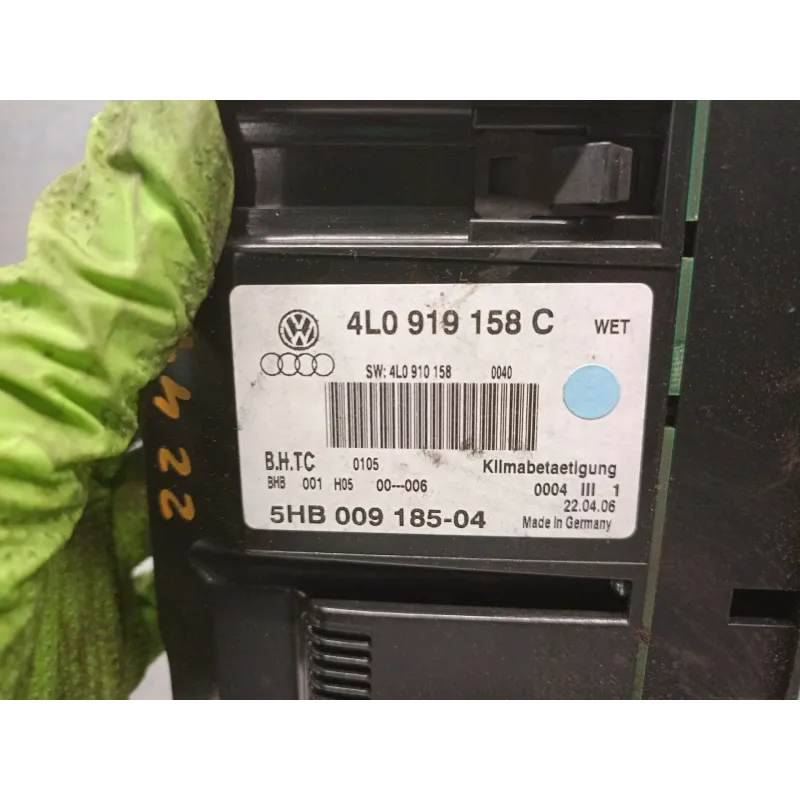 4L0 919 158 C WET
SW: 4L0 910 158 0040
B.H.T.C 0105 Klimabetaetigung
BHB 001 H05 00---006 0004 III 1
22.04.06
5HB 009 185-04 Made in Germany
22